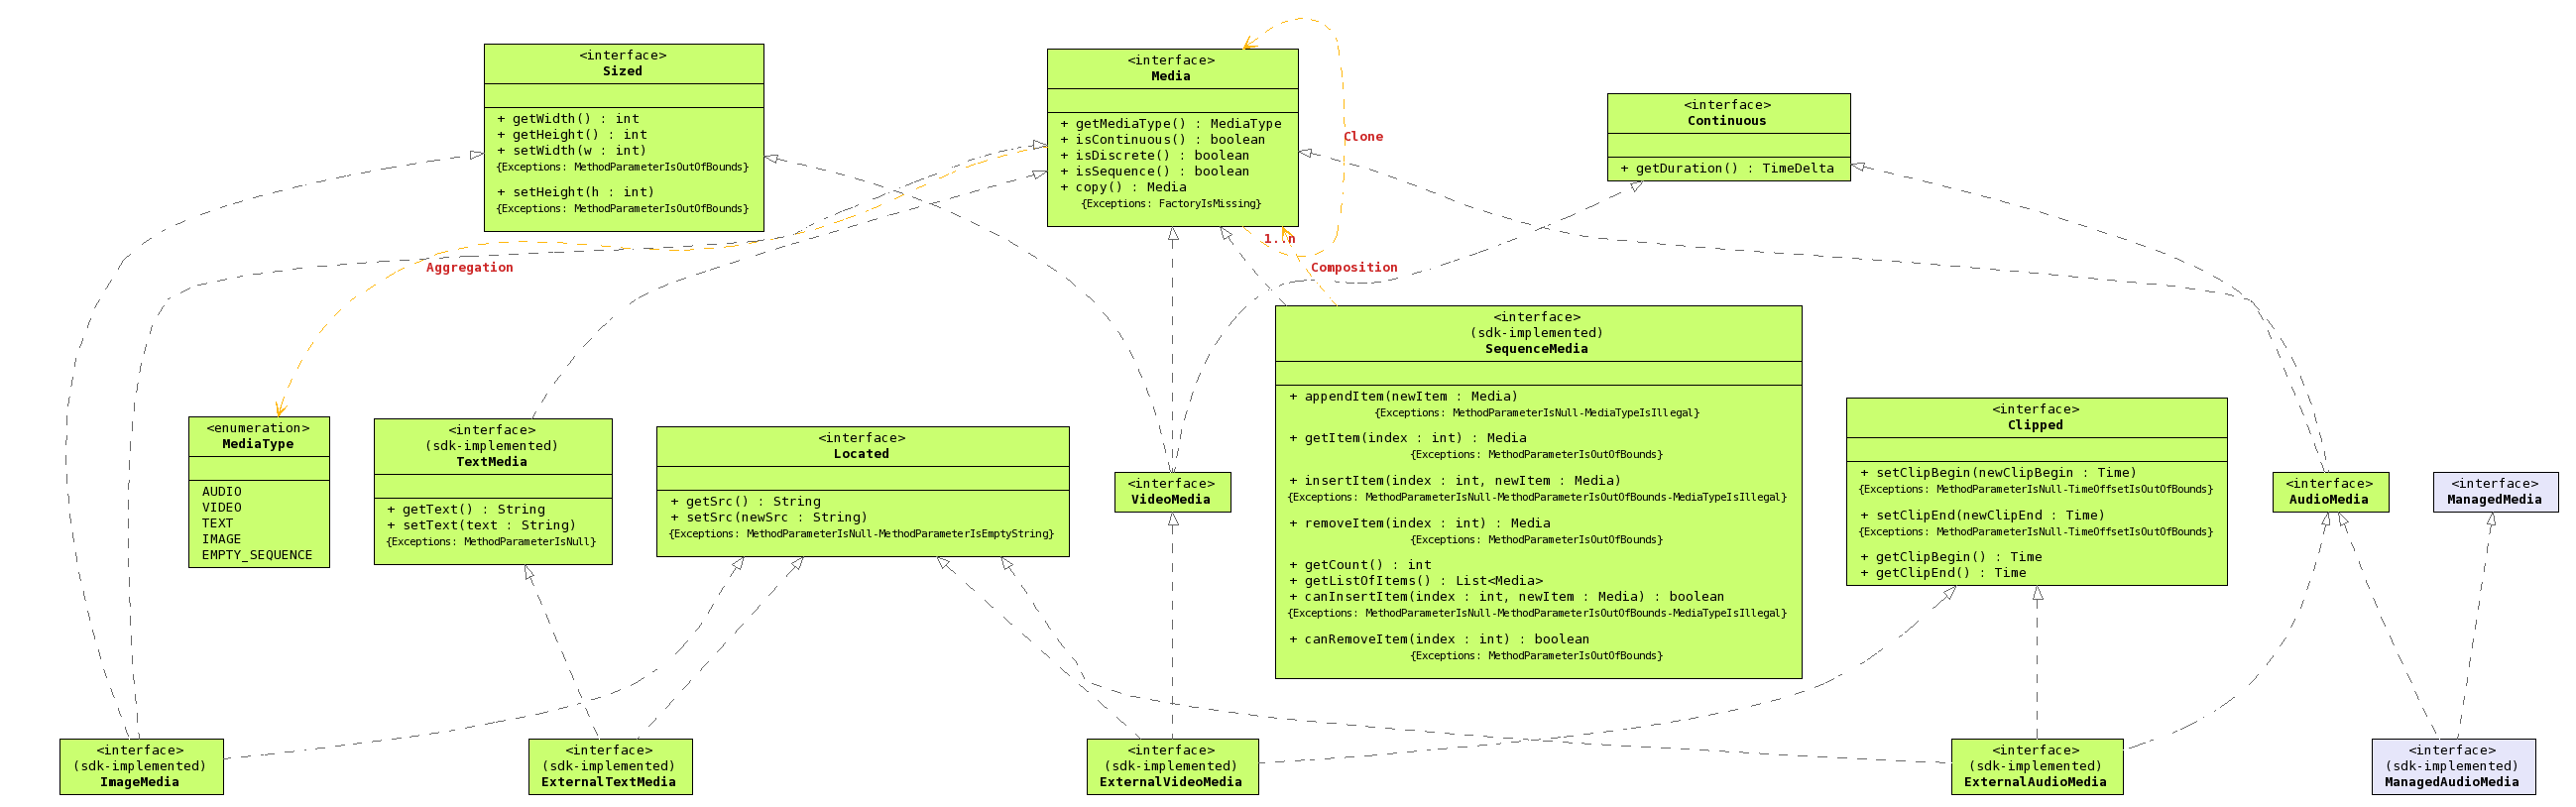 <interface>
Sized
+ getWidth() : int
+ getHeight() : int
+ setWidth(w : int)
{Exceptions: MethodParameterIsOutOfBounds}
+ setHeight(h : int)
{Exceptions: MethodParameterIsOutOfBounds}
<interface>
Media
+ getMediaType() : MediaType
+ isContinuous() : boolean
+ isDiscrete() : boolean
+ isSequence() : boolean
+ copy() : Media
{Exceptions: FactoryIsMissing}
Clone
<interface>
Continuous
+ getDuration() : TimeDelta
1..n
Aggregation
Composition
<enumeration>
MediaType
AUDIO
VIDEO
TEXT
IMAGE
EMPTY_SEQUENCE
<interface>
(sdk-implemented)
TextMedia
+ getText() : String
+ setText(text : String)
{Exceptions: MethodParameterIsNull}
<interface>
Located
+ getSrc() : String
+ setSrc(newSrc : String)
{Exceptions: MethodParameterIsNull-MethodParameterIsEmptyString}
<interface>
VideoMedia
<interface>
(sdk-implemented)
SequenceMedia
+ appendItem(newItem : Media)
{Exceptions: MethodParameterIsNull-MediaTypeIsIllegal}
+ getItem(index : int) : Media
{Exceptions: MethodParameterIsOutOfBounds}
+ insertItem(index : int, newItem : Media)
{Exceptions: MethodParameterIsNull-MethodParameterIsOutOfBounds-MediaTypeIsIllegal}
+ removeItem(index : int) : Media
{Exceptions: MethodParameterIsOutOfBounds}
+ getCount() : int
+ getListOfItems() : List<Media>
+ canInsertItem(index : int, newItem : Media) : boolean
{Exceptions: MethodParameterIsNull-MethodParameterIsOutOfBounds-MediaTypeIsIllegal}
+ canRemoveItem(index : int) : boolean
{Exceptions: MethodParameterIsOutOfBounds}
<interface>
Clipped
+ setClipBegin(newClipBegin : Time)
{Exceptions: MethodParameterIsNull-TimeOffsetIsOutOfBounds}
+ setClipEnd(newClipEnd : Time)
{Exceptions: MethodParameterIsNull-TimeOffsetIsOutOfBounds}
+ getClipBegin() : Time
+ getClipEnd() : Time
<interface>
AudioMedia
<interface>
ManagedMedia
<interface>
(sdk-implemented)
ImageMedia
<interface>
(sdk-implemented)
ExternalTextMedia
<interface>
(sdk-implemented)
ExternalVideoMedia
<interface>
(sdk-implemented)
ExternalAudioMedia
<interface>
(sdk-implemented)
ManagedAudioMedia